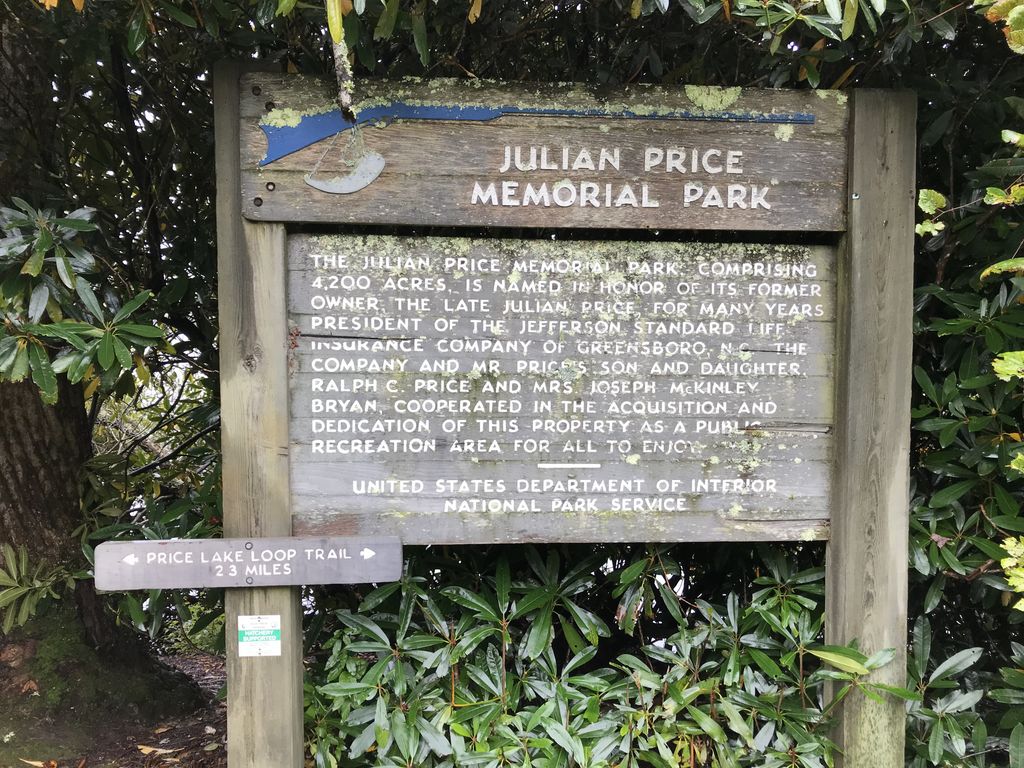 JULIAN PRICE
MEMORIAL PARK
THE JULIAN PRICE MEMORIAL PARK, COMPRISING
4,200 ACRES, IS NAMED IN HONOR OF ITS FORMER
OWNER, THE LATE JULIAN PRICE, FOR MANY YEARS
PRESIDENT OF THE JEFFERSON STANDARD LIFE
INSURANCE COMPANY OF GREENSBORO, N.C. THE
COMPANY AND MR. PRICE'S SON AND DAUGHTER,
RALPH C. PRICE AND MRS. JOSEPH McKINLEY
BRYAN, COOPERATED IN THE ACQUISITION AND
DEDICATION OF THIS PROPERTY AS A PUBLIC
RECREATION AREA FOR ALL TO ENJOY.
UNITED STATES DEPARTMENT OF INTERIOR
NATIONAL PARK SERVICE
PRICE LAKE LOOP TRAIL
2.3 MILES
HATCHERY
SUPPORTED